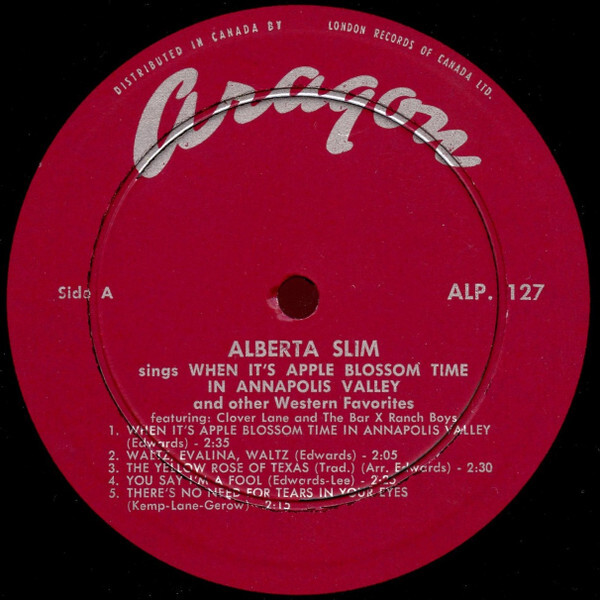 DISTRIBUTED IN CANADA BY LONDON RECORDS OF CANADA LTD.
Aragon
Side A
ALP. 127
ALBERTA SLIM
sings WHEN IT'S APPLE BLOSSOM TIME
IN ANNAPOLIS VALLEY
and other Western Favorites
featuring: Clover Lane and The Bar X Ranch Boys
1. WHEN IT'S APPLE BLOSSOM TIME IN ANNAPOLIS VALLEY
(Edwards) - 2:35
2. WALTZ, EVALINA, WALTZ (Edwards) - 2:05
3. THE YELLOW ROSE OF TEXAS (Trad.) (Arr. Edwards) - 2:30
4. YOU SAY I'M A FOOL (Edwards-Lee) - 2:25
5. THERE'S NO NEED FOR TEARS IN YOUR EYES
(Kemp-Lane-Gerow) - 2:15